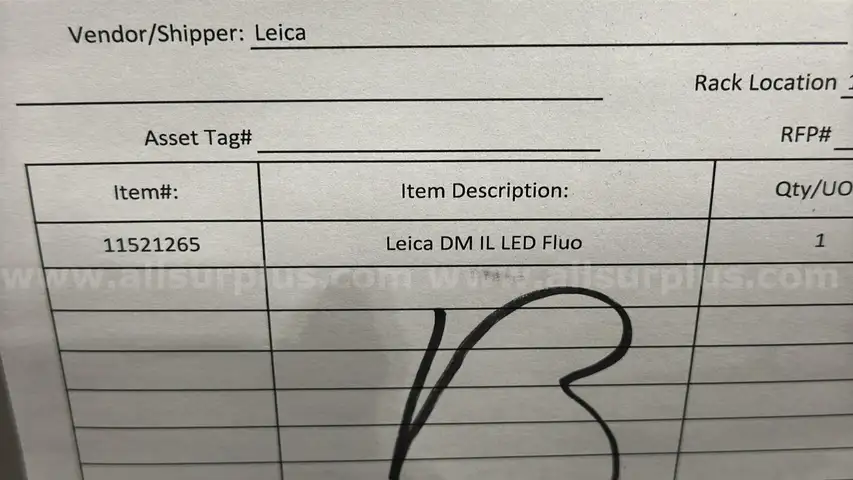 Vendor/Shipper: Leica
Rack Location
Asset Tag#
RFP#
Item#: Item Description: Qty/UO
11521265 Leica DM IL LED Fluo 1
www.allsurplus.com www.allsurplus.com
B